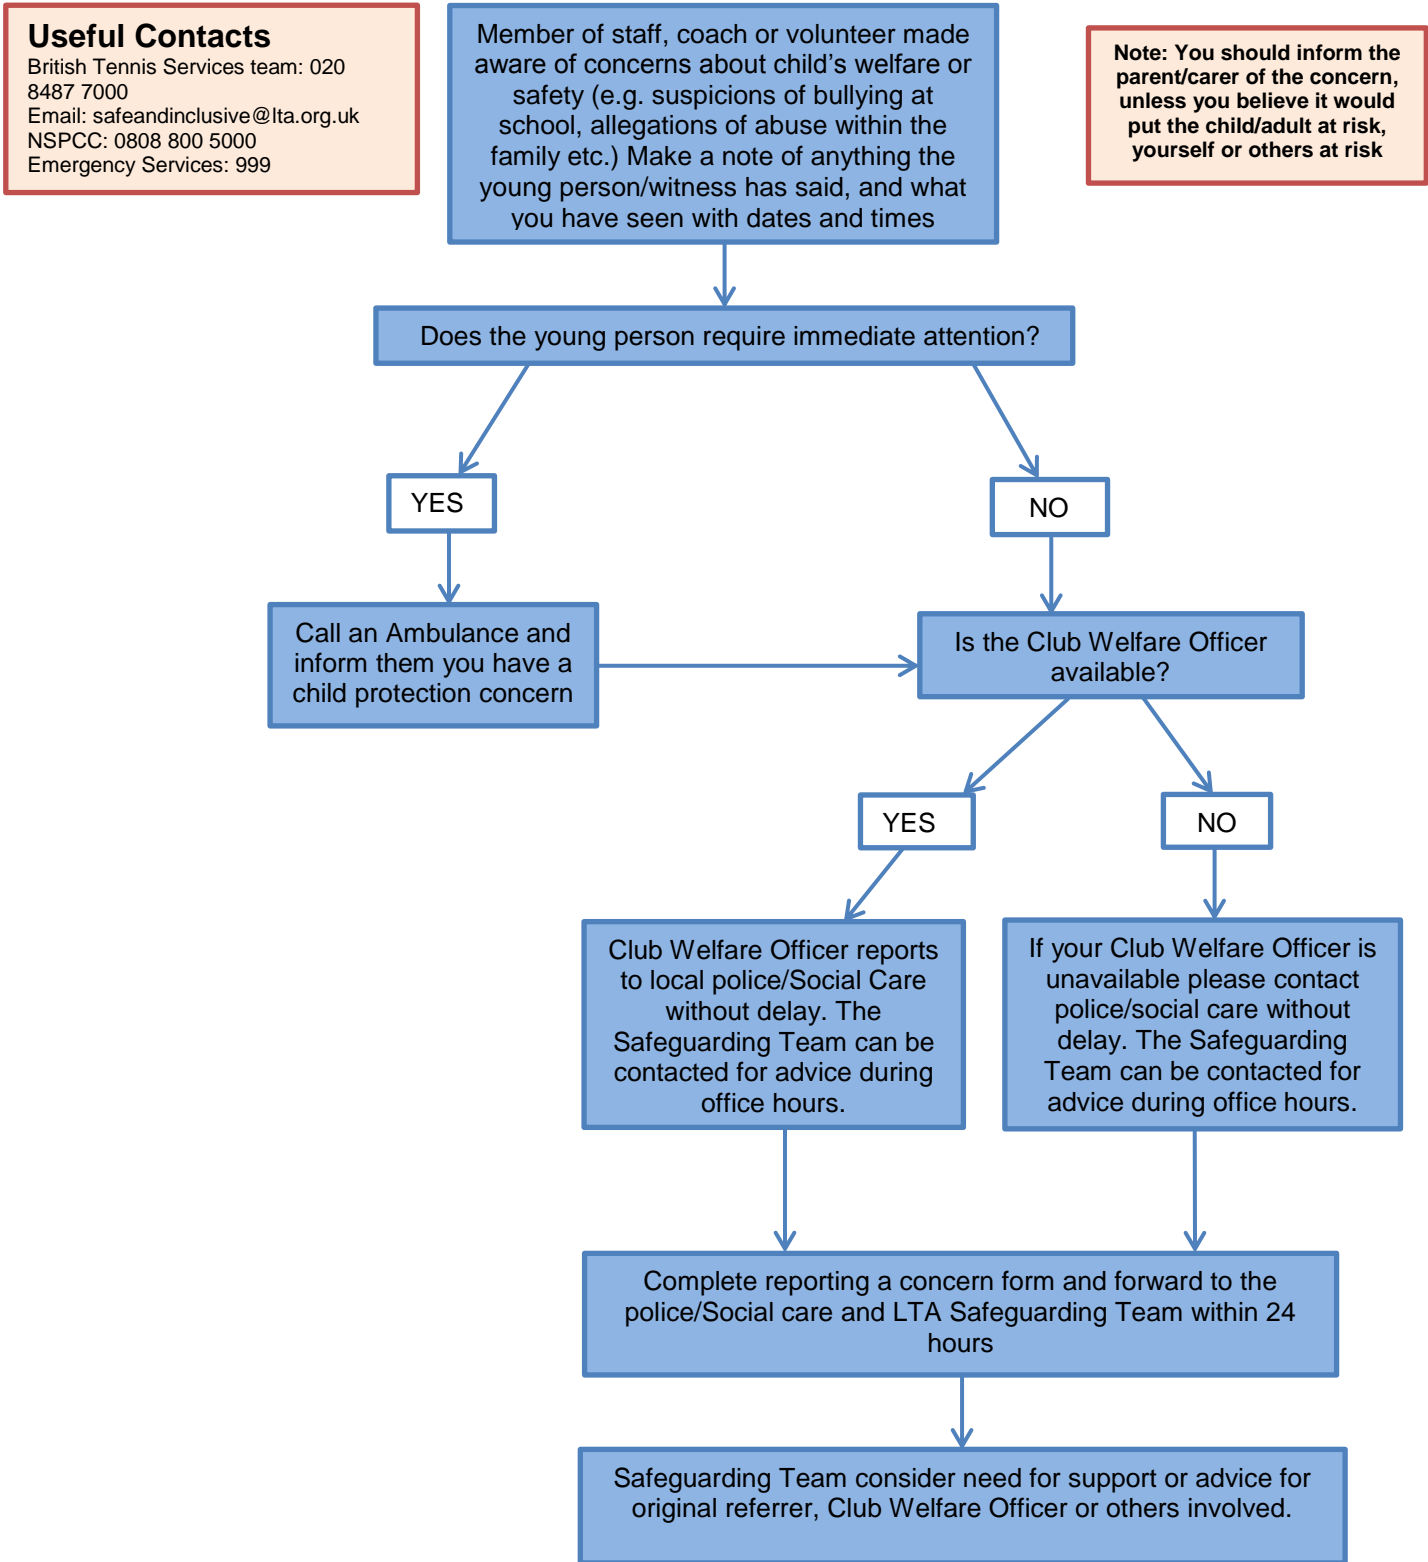 Useful Contacts
British Tennis Services team: 020
8487 7000
Email: safeandinclusive@lta.org.uk
NSPCC: 0808 800 5000
Emergency Services: 999
Member of staff, coach or volunteer made
aware of concerns about child’s welfare or
safety (e.g. suspicions of bullying at
school, allegations of abuse within the
family etc.) Make a note of anything the
young person/witness has said, and what
you have seen with dates and times
Note: You should inform the
parent/carer of the concern,
unless you believe it would
put the child/adult at risk,
yourself or others at risk
Does the young person require immediate attention?
YES
NO
Call an Ambulance and
inform them you have a
child protection concern
Is the Club Welfare Officer
available?
YES
NO
Club Welfare Officer reports
to local police/Social Care
without delay. The
Safeguarding Team can be
contacted for advice during
office hours.
If your Club Welfare Officer is
unavailable please contact
police/social care without
delay. The Safeguarding
Team can be contacted for
advice during office hours.
Complete reporting a concern form and forward to the
police/Social care and LTA Safeguarding Team within 24
hours
Safeguarding Team consider need for support or advice for
original referrer, Club Welfare Officer or others involved.